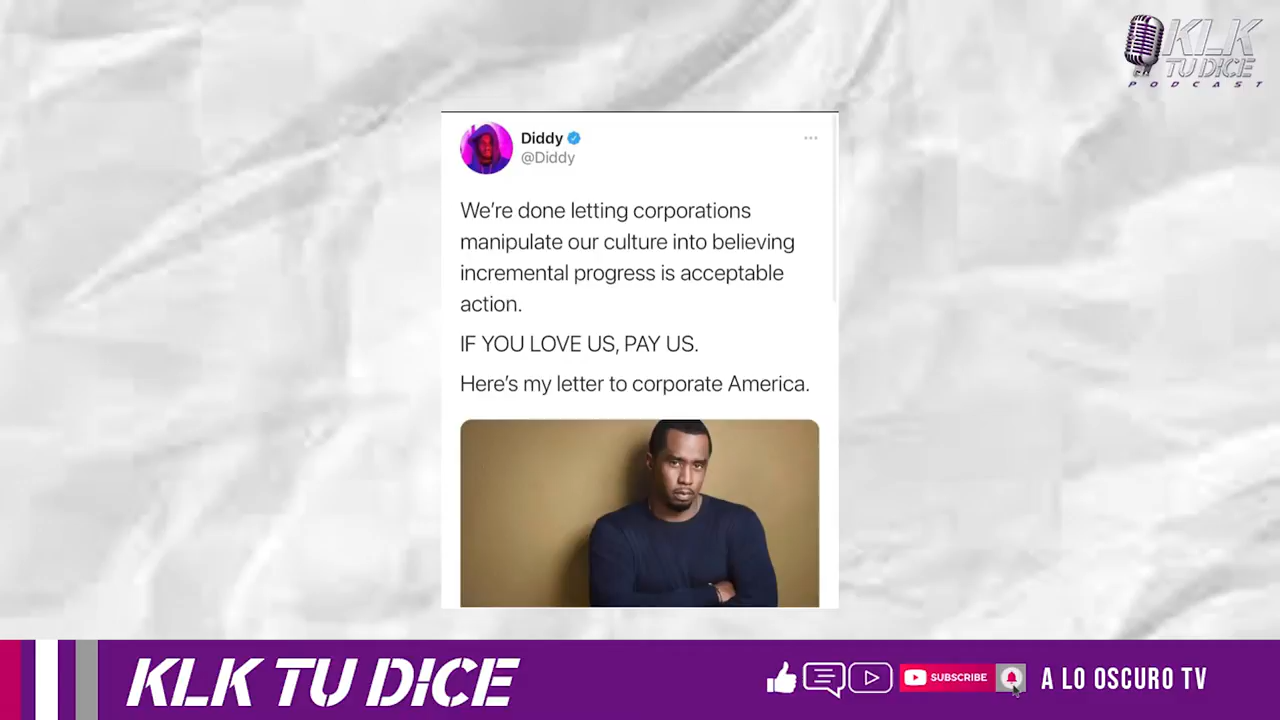 KLK
TU DICE
PODCAST
Diddy
@Diddy
We're done letting corporations
manipulate our culture into believing
incremental progress is acceptable
action.
IF YOU LOVE US, PAY US.
Here's my letter to corporate America.
KLK TU DICE
SUBSCRIBE
A LO OSCURO TV